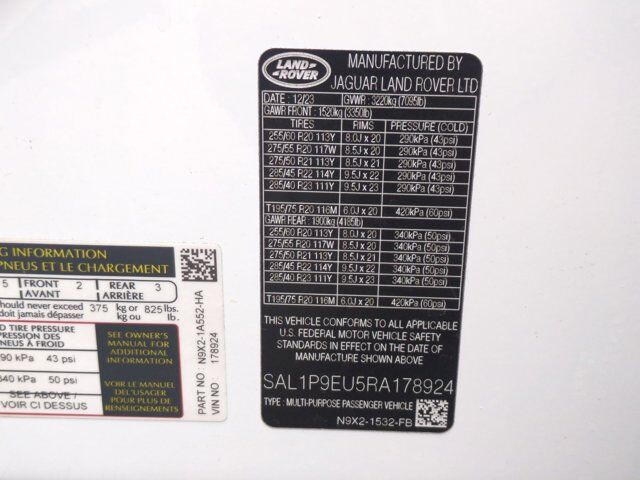 LAND
ROVER
MANUFACTURED BY
JAGUAR LAND ROVER LTD
DATE : 12/23 GVWR : 3220kg (7095lb)
GAWR FRONT : 1520kg (3350lb)
TIRES RIMS PRESSURE (COLD)
255/60 R20 113Y 8.0J x 20 290kPa (43psi)
275/55 R20 117W 8.5J x 20 290kPa (43psi)
275/50 R21 113Y 8.5J x 21 290kPa (43psi)
285/45 R22 114Y 9.5J x 22 290kPa (43psi)
285/40 R23 111Y 9.5J x 23 290kPa (43psi)
T195/75 R20 116M 6.0J x 20 420kPa (60psi)
GAWR REAR : 1900kg (4185lb)
255/60 R20 113Y 8.0J x 20 340kPa (50psi)
275/55 R20 117W 8.5J x 20 340kPa (50psi)
275/50 R21 113Y 8.5J x 21 340kPa (50psi)
285/45 R22 114Y 9.5J x 22 340kPa (50psi)
285/40 R23 111Y 9.5J x 23 340kPa (50psi)
T195/75 R20 116M 6.0J x 20 420kPa (60psi)
THIS VEHICLE CONFORMS TO ALL APPLICABLE
U.S. FEDERAL MOTOR VEHICLE SAFETY
STANDARDS IN EFFECT ON THE DATE
OF MANUFACTURE SHOWN ABOVE
SAL1P9EU5RA178924
TYPE : MULTI-PURPOSE PASSENGER VEHICLE
N9X2-1532-FB
G INFORMATION
PNEUS ET LE CHARGEMENT
5 FRONT 2 REAR 3
AVANT ARRIÈRE
hould never exceed 375 kg or 825 lbs.
doit jamais dépasser kg ou lb.
D TIRE PRESSURE
PRESSION DES
NEUS À FROID
90 kPa 43 psi
340 kPa 50 psi
SEE ABOVE /
VOIR CI DESSUS
SEE OWNER'S
MANUAL FOR
ADDITIONAL
INFORMATION
VOIR LE MANUEL
DE L'USAGER
POUR PLUS DE
RENSEIGNEMENTS
PART NO. N9X2-1A552-HA
VIN 178924